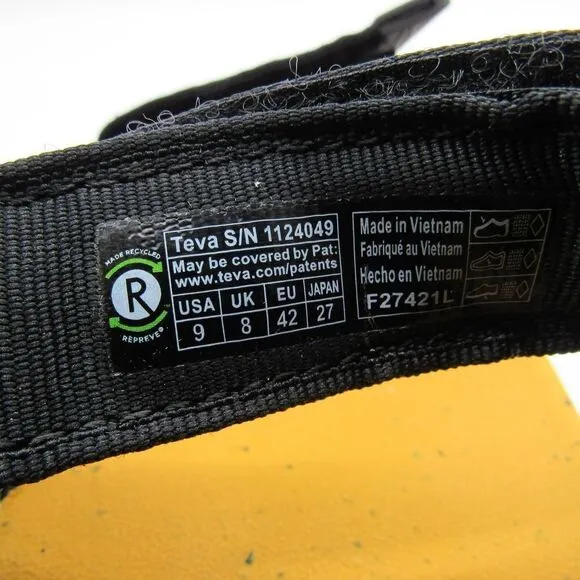 MADE RECYCLED
R
REPREVE®
Teva S/N 1124049
May be covered by Pat:
www.teva.com/patents
USA UK EU JAPAN
9 8 42 27
Made in Vietnam
Fabriqué au Vietnam
Hecho en Vietnam
F27421L